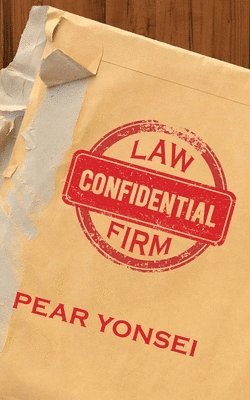 LAW
CONFIDENTIAL
FIRM
PEAR YONSEI